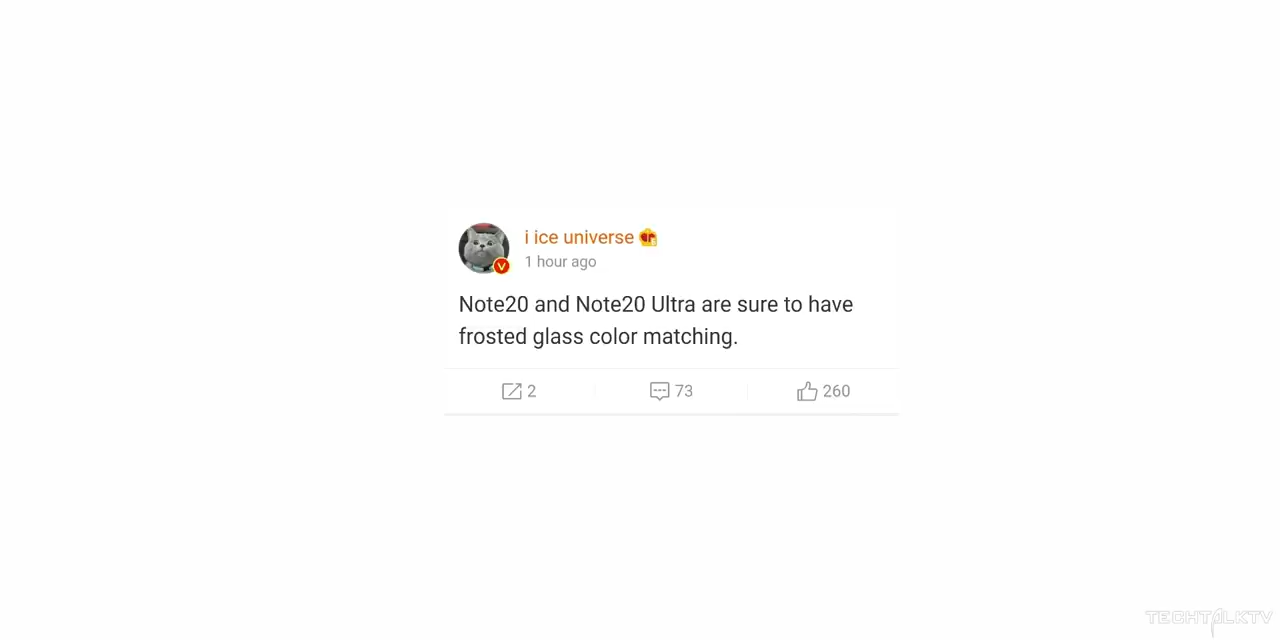 i ice universe
1 hour ago
Note20 and Note20 Ultra are sure to have
frosted glass color matching.
2
73
260
TECHTALKTV